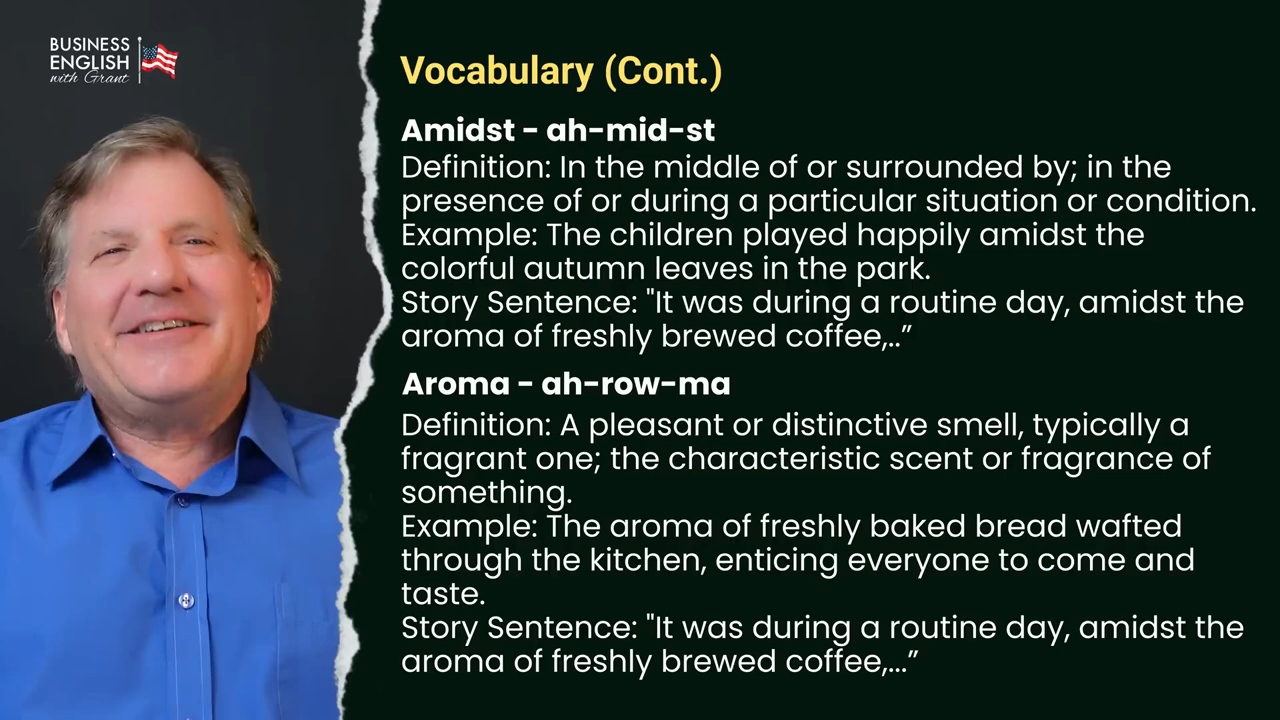 BUSINESS
ENGLISH
with Grant
Vocabulary (Cont.)
Amidst - ah-mid-st
Definition: In the middle of or surrounded by; in the
presence of or during a particular situation or condition.
Example: The children played happily amidst the
colorful autumn leaves in the park.
Story Sentence: "It was during a routine day, amidst the
aroma of freshly brewed coffee,..”
Aroma - ah-row-ma
Definition: A pleasant or distinctive smell, typically a
fragrant one; the characteristic scent or fragrance of
something.
Example: The aroma of freshly baked bread wafted
through the kitchen, enticing everyone to come and
taste.
Story Sentence: "It was during a routine day, amidst the
aroma of freshly brewed coffee,...”